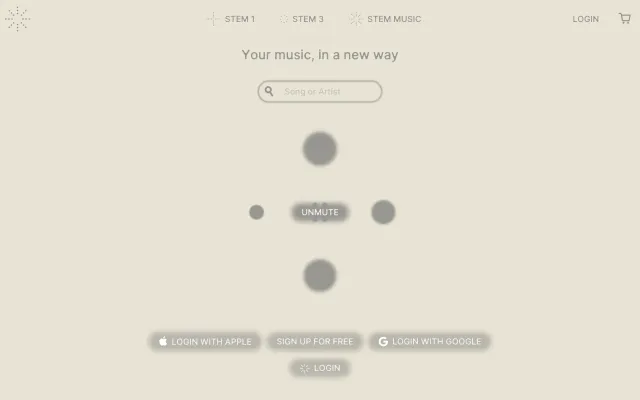 STEM 1 STEM 3 STEM MUSIC LOGIN
Your music, in a new way
Song or Artist
UNMUTE
LOGIN WITH APPLE SIGN UP FOR FREE LOGIN WITH GOOGLE
LOGIN